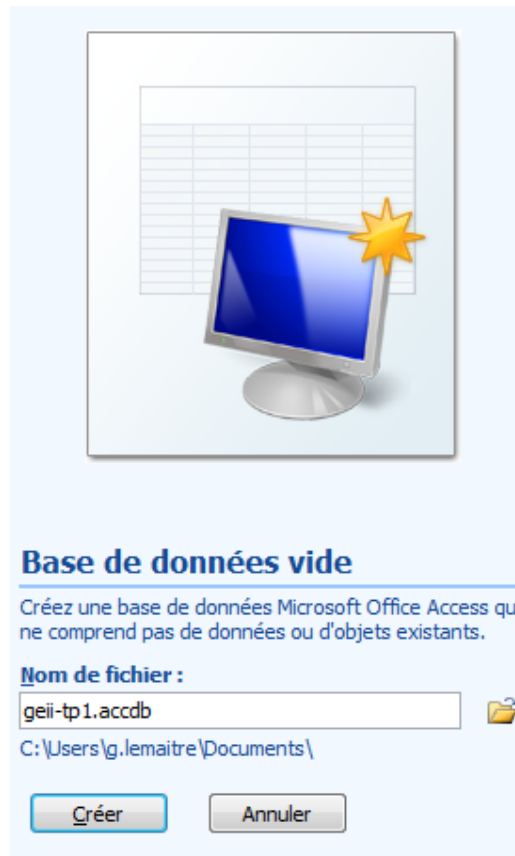 Base de données vide
Créez une base de données Microsoft Office Access qu
ne comprend pas de données ou d'objets existants.
Nom de fichier :
geii-tp1.accdb
C:\Users\g.lemaitre\Documents\
Créer
Annuler